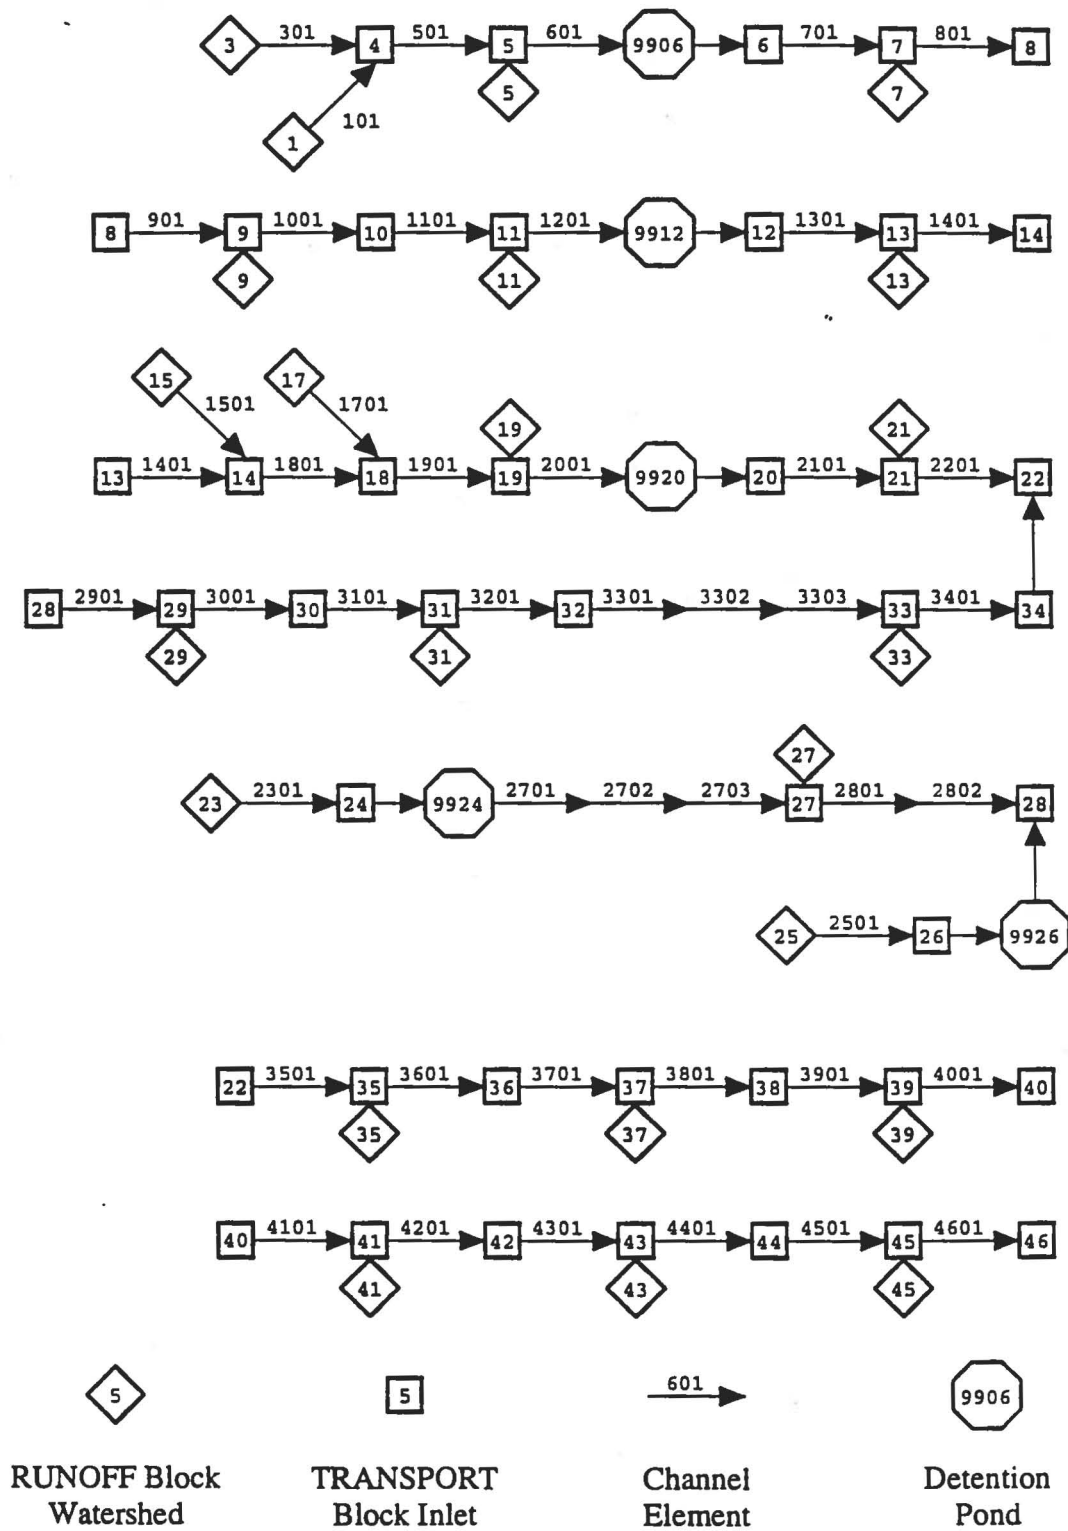 3 301 4 501 5 601 9906 6 701 7 801 8
5 7
1 101
8 901 9 1001 10 1101 11 1201 9912 12 1301 13 1401 14
9 11 13
15 1501 17 1701 19 21
13 1401 14 1801 18 1901 19 2001 9920 20 2101 21 2201 22
28 2901 29 3001 30 3101 31 3201 32 3301 3302 3303 33 3401 34
29 31 33
27
23 2301 24 9924 2701 2702 2703 27 2801 2802 28
25 2501 26 9926
22 3501 35 3601 36 3701 37 3801 38 3901 39 4001 40
35 37 39
40 4101 41 4201 42 4301 43 4401 44 4501 45 4601 46
41 43 45
5 5 601 9906
RUNOFF Block TRANSPORT Channel Detention
Watershed Block Inlet Element Pond